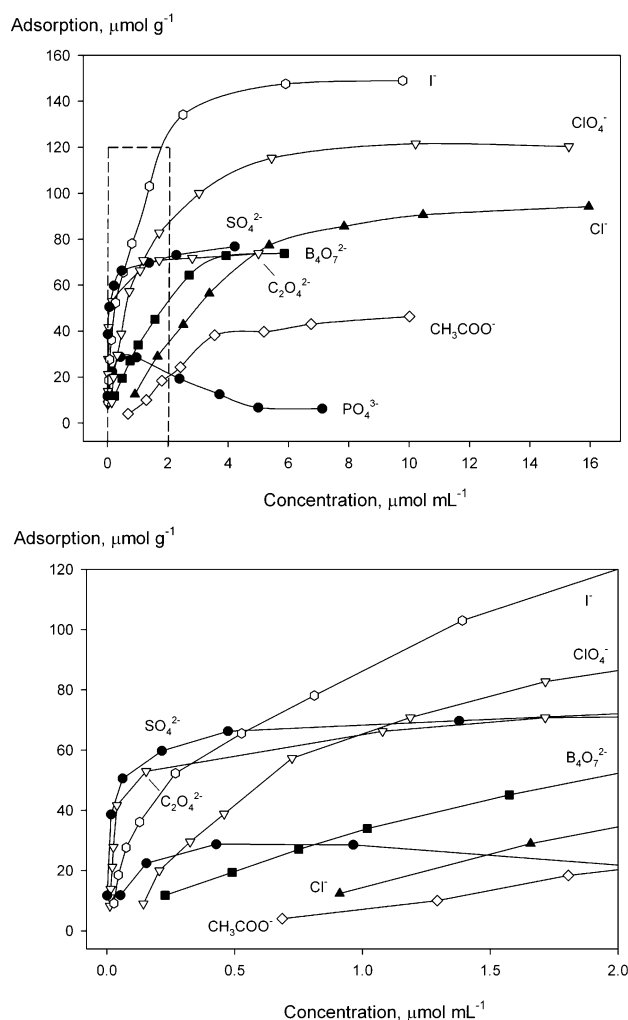 Adsorption, μmol g⁻¹
160
140
120
100
80
60
40
20
0
I⁻
ClO₄⁻
Cl⁻
SO₄²⁻
B₄O₇²⁻
C₂O₄²⁻
CH₃COO⁻
PO₄³⁻
0 2 4 6 8 10 12 14 16
Concentration, μmol mL⁻¹
Adsorption, μmol g⁻¹
120
100
80
60
40
20
0
I⁻
ClO₄⁻
SO₄²⁻
C₂O₄²⁻
B₄O₇²⁻
Cl⁻
CH₃COO⁻
0.0 0.5 1.0 1.5 2.0
Concentration, μmol mL⁻¹